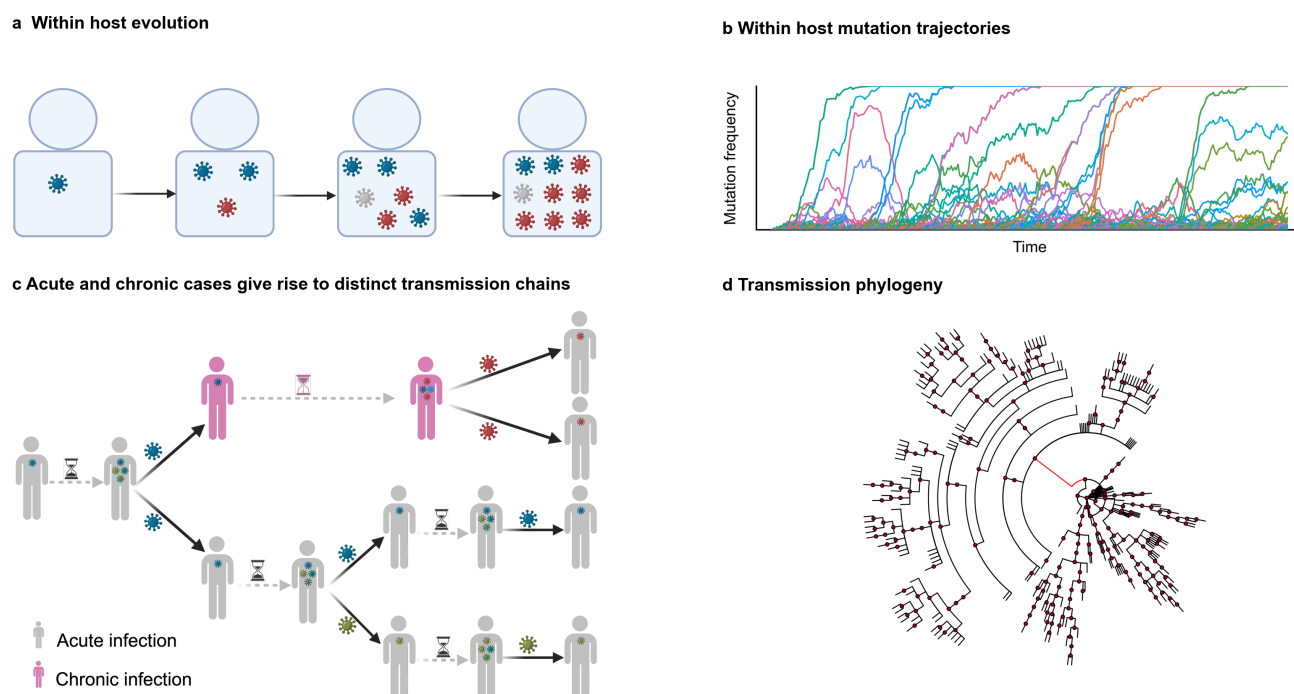 a Within host evolution
b Within host mutation trajectories
Mutation frequency
Time
c Acute and chronic cases give rise to distinct transmission chains
d Transmission phylogeny
Acute infection
Chronic infection